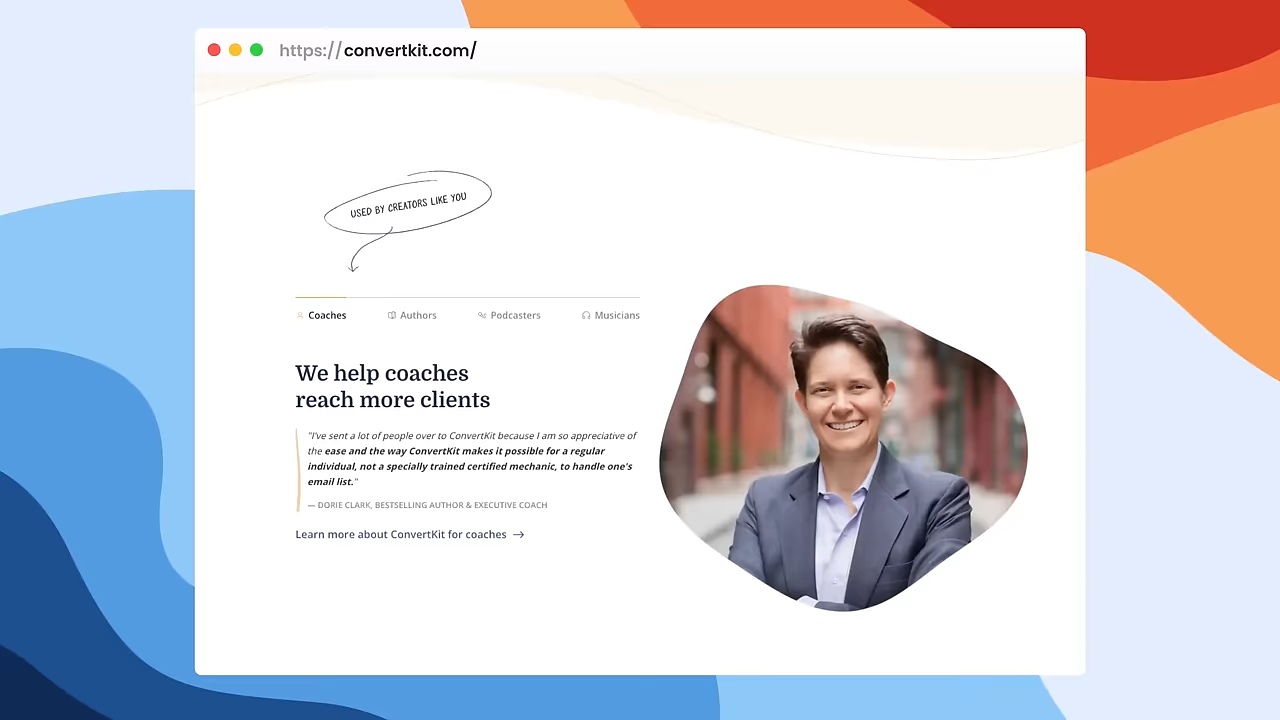 https://convertkit.com/
USED BY CREATORS LIKE YOU
Coaches
Authors
Podcasters
Musicians
We help coaches
reach more clients
"I've sent a lot of people over to ConvertKit because I am so appreciative of
the ease and the way ConvertKit makes it possible for a regular
individual, not a specially trained certified mechanic, to handle one's
email list."
— DORIE CLARK, BESTSELLING AUTHOR & EXECUTIVE COACH
Learn more about ConvertKit for coaches →